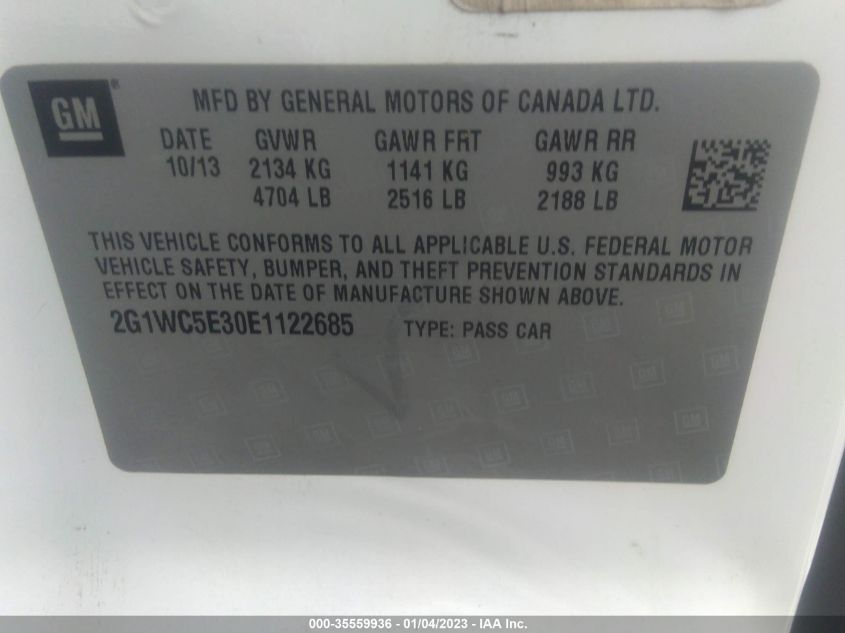 GM®
MFD BY GENERAL MOTORS OF CANADA LTD.
DATE GVWR GAWR FRT GAWR RR
10/13 2134 KG 1141 KG 993 KG
4704 LB 2516 LB 2188 LB
THIS VEHICLE CONFORMS TO ALL APPLICABLE U.S. FEDERAL MOTOR
VEHICLE SAFETY, BUMPER, AND THEFT PREVENTION STANDARDS IN
EFFECT ON THE DATE OF MANUFACTURE SHOWN ABOVE.
2G1WC5E30E1122685 TYPE: PASS CAR
000-35559936 - 01/04/2023 - IAA Inc.